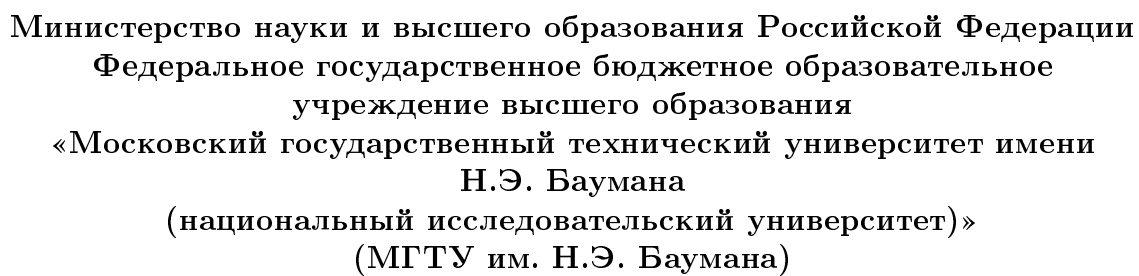 Министерство науки и высшего образования Российской Федерации
Федеральное государственное бюджетное образовательное
учреждение высшего образования
«Московский государственный технический университет имени
Н.Э. Баумана
(национальный исследовательский университет)»
(МГТУ им. Н.Э. Баумана)